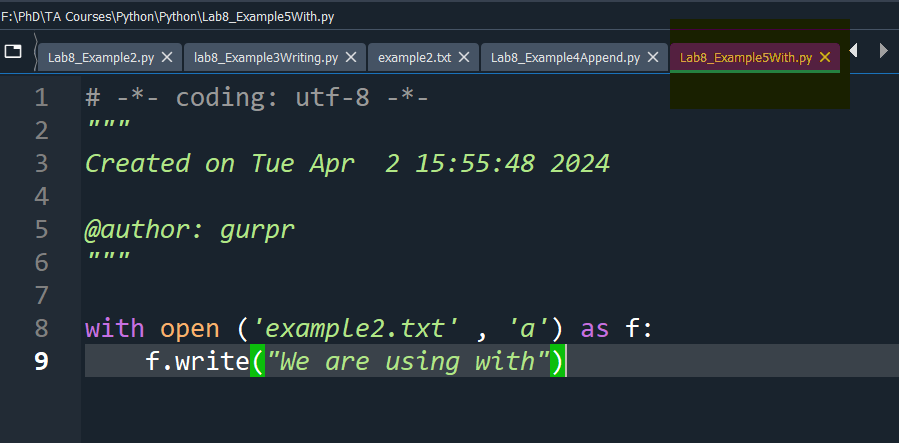 F:\PhD\TA Courses\Python\Python\Lab8_Example5With.py
Lab8_Example2.py lab8_Example3Writing.py example2.txt Lab8_Example4Append.py Lab8_Example5With.py
1 # -*- coding: utf-8 -*-
2 """
3 Created on Tue Apr  2 15:55:48 2024
4
5 @author: gurpr
6 """
7
8 with open ('example2.txt' , 'a') as f:
9     f.write("We are using with")